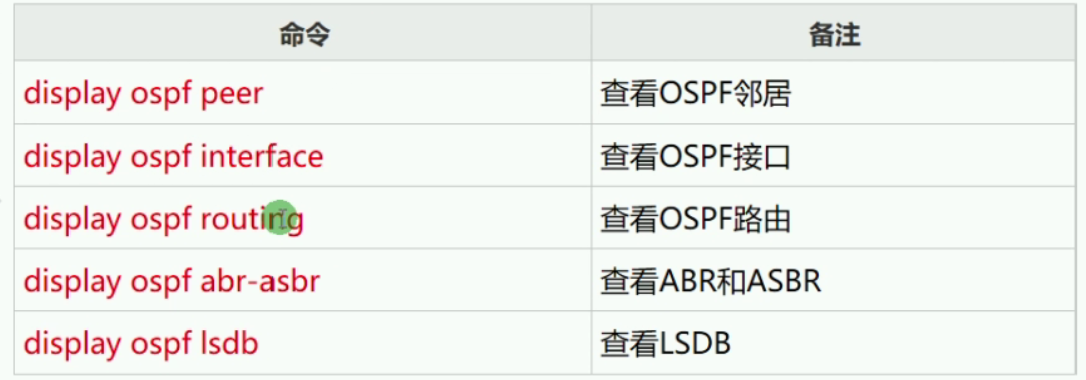 命令 备注
display ospf peer 查看OSPF邻居
display ospf interface 查看OSPF接口
display ospf routing 查看OSPF路由
display ospf abr-asbr 查看ABR和ASBR
display ospf lsdb 查看LSDB